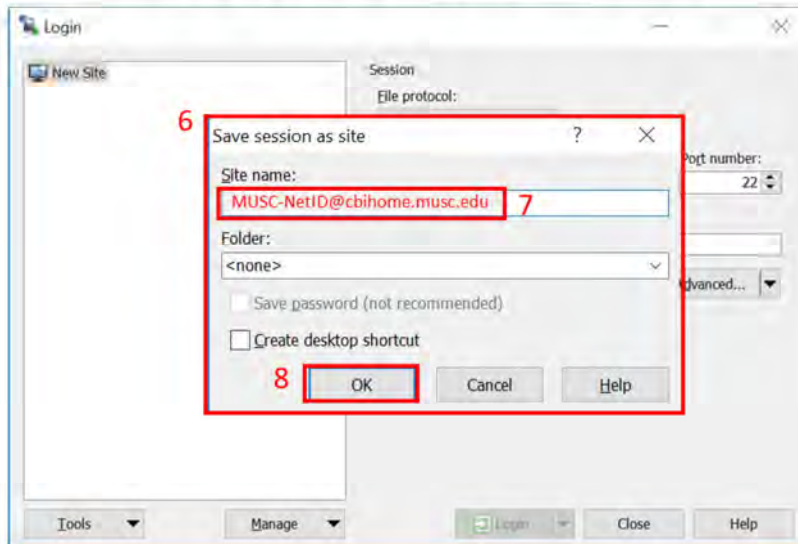 Login
New Site
Session
File protocol:
6
Save session as site
?
Site name:
MUSC-NetID@cbihome.musc.edu
7
Port number:
22
Folder:
<none>
Save password (not recommended)
Create desktop shortcut
8
OK
Cancel
Help
Tools
Manage
Login
Close
Help